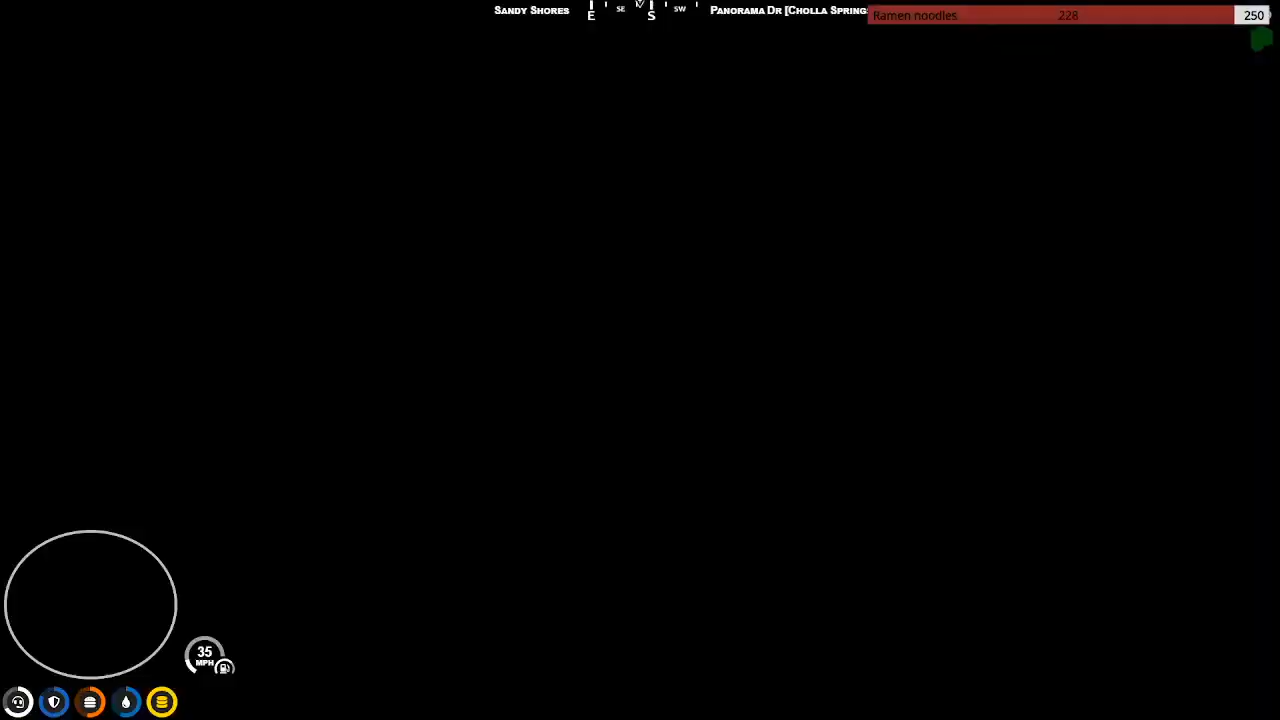 Sandy Shores
E
SE
S
SW
Panorama Dr [Cholla Spring
Ramen noodles 228 250
35
MPH